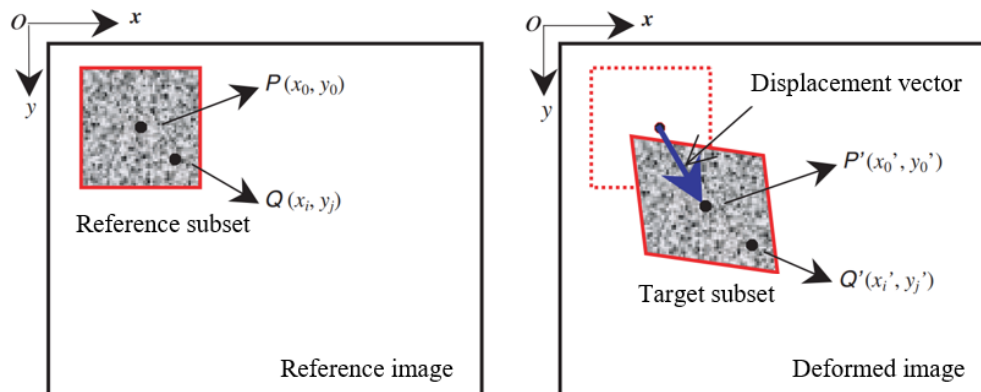 O x
y
P (x₀, y₀)
Q (xᵢ, yⱼ)
Reference subset
Reference image
O x
y
Displacement vector
P’(x₀’, y₀’)
Q’(xᵢ’, yⱼ’)
Target subset
Deformed image